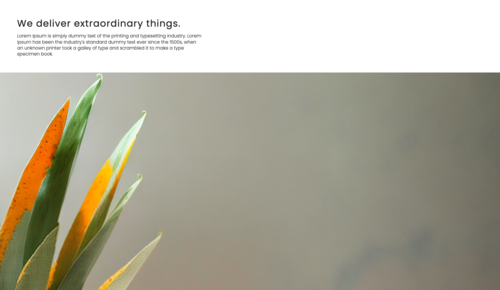 We deliver extraordinary things.
Lorem Ipsum is simply dummy text of the printing and typesetting industry. Lorem
Ipsum has been the industry's standard dummy text ever since the 1500s, when
an unknown printer took a galley of type and scrambled it to make a type
specimen book.